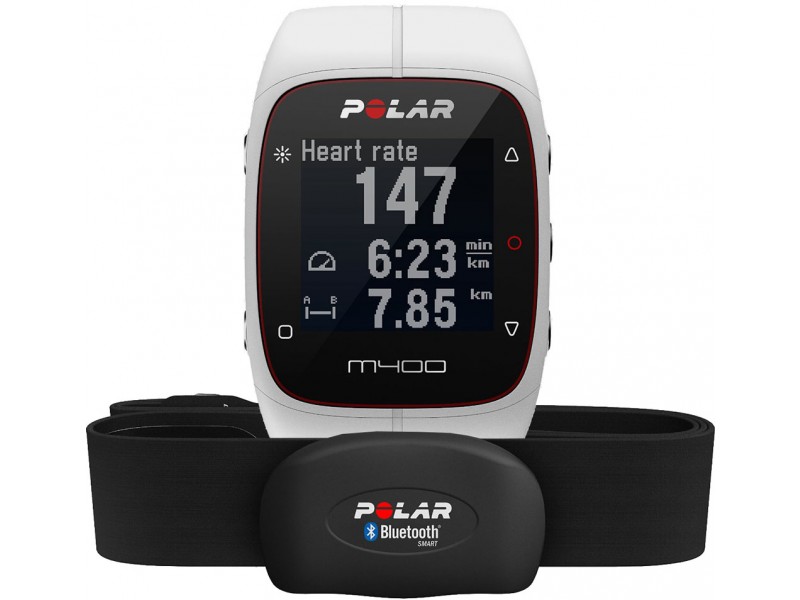 POLAR
Heart rate
147
6:23 min/km
A B
7.85 km
M400
POLAR
Bluetooth®
SMART